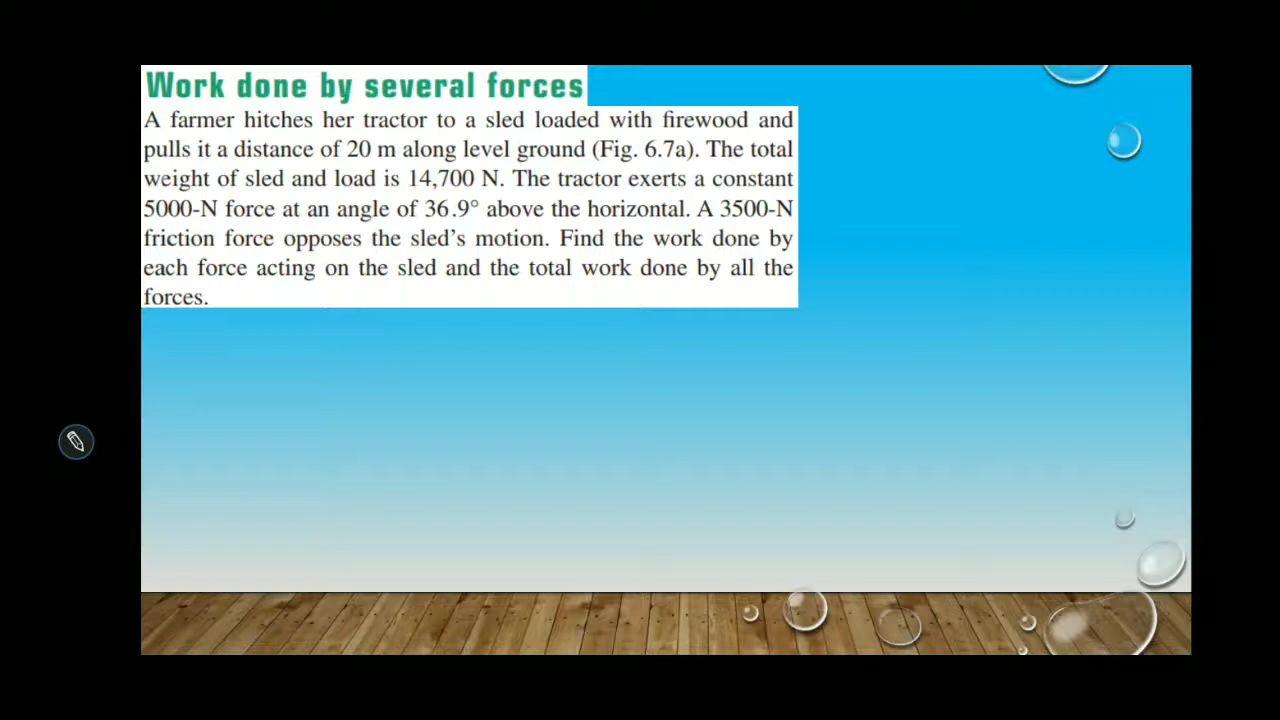 Work done by several forces
A farmer hitches her tractor to a sled loaded with firewood and
pulls it a distance of 20 m along level ground (Fig. 6.7a). The total
weight of sled and load is 14,700 N. The tractor exerts a constant
5000-N force at an angle of 36.9° above the horizontal. A 3500-N
friction force opposes the sled's motion. Find the work done by
each force acting on the sled and the total work done by all the
forces.